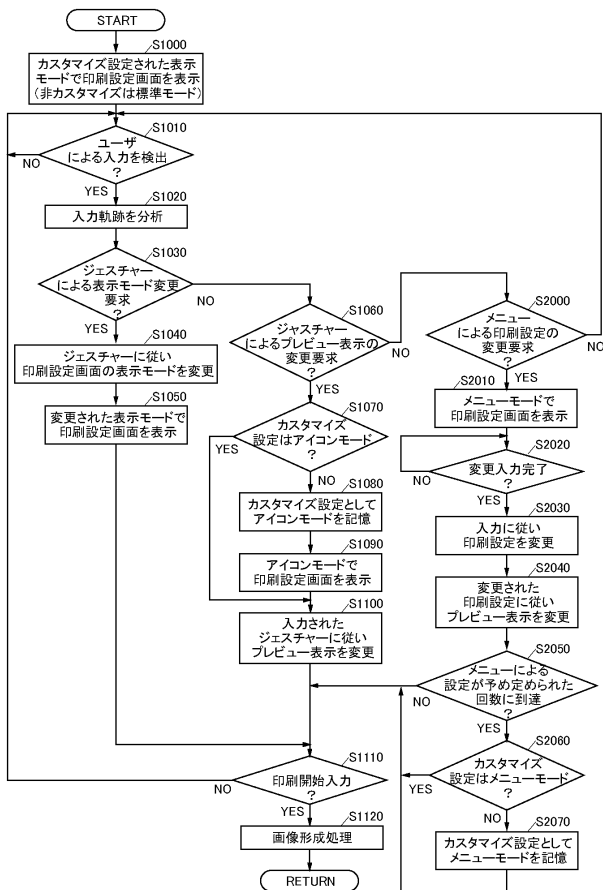 START
S1000
カスタマイズ設定された表示
モードで印刷設定画面を表示
(非カスタマイズは標準モード)
S1010
ユーザ
による入力を検出
?
NO
YES
S1020
入力軌跡を分析
S1030
ジェスチャー
による表示モード変更
要求
?
NO
YES
S1040
ジェスチャーに従い
印刷設定画面の表示モードを変更
S1050
変更された表示モードで
印刷設定画面を表示
S1060
ジャスチャー
によるプレビュー表示の
変更要求
?
NO
YES
S1070
カスタマイズ
設定はアイコンモード
?
YES
NO
S1080
カスタマイズ設定として
アイコンモードを記憶
S1090
アイコンモードで
印刷設定画面を表示
S1100
入力された
ジェスチャーに従い
プレビュー表示を変更
S2000
メニュー
による印刷設定の
変更要求
?
NO
YES
S2010
メニューモードで
印刷設定画面を表示
S2020
変更入力完了
?
NO
YES
S2030
入力に従い
印刷設定を変更
S2040
変更された
印刷設定に従い
プレビュー表示を変更
S2050
メニューによる
設定が予め定められた
回数に到達
?
NO
YES
S2060
カスタマイズ
設定はメニューモード
?
YES
NO
S2070
カスタマイズ設定として
メニューモードを記憶
S1110
印刷開始入力
?
NO
YES
S1120
画像形成処理
RETURN